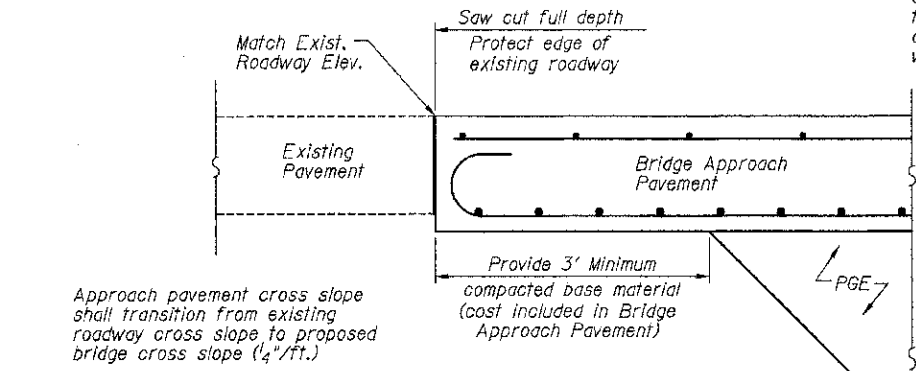 Saw cut full depth
Protect edge of
existing roadway
Match Exist.
Roadway Elev.
Existing
Pavement
Bridge Approach
Pavement
Provide 3' Minimum
compacted base material
(cost included in Bridge
Approach Pavement)
PGE
Approach pavement cross slope
shall transition from existing
roadway cross slope to proposed
bridge cross slope (1/4"/ft.)